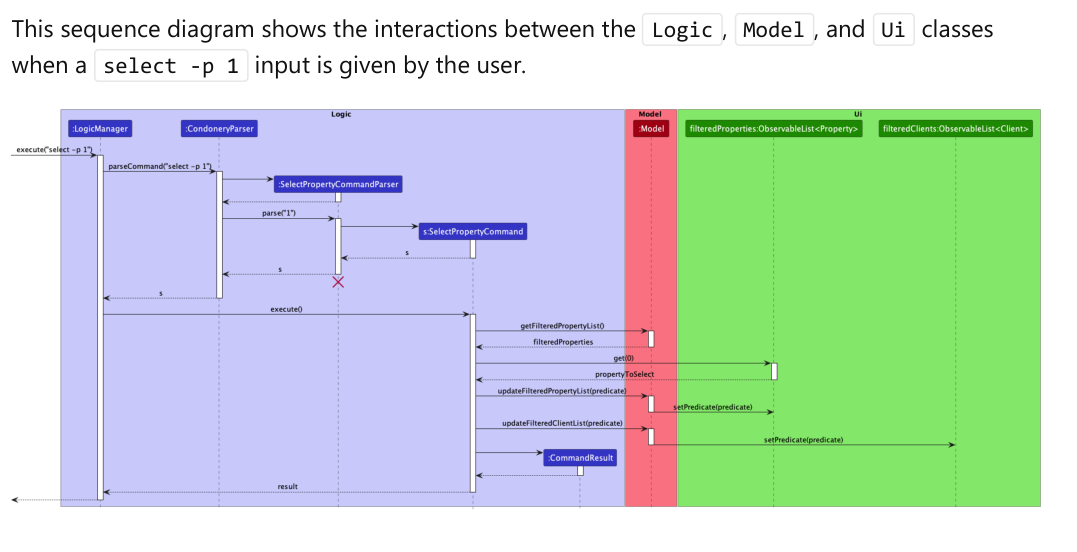 This sequence diagram shows the interactions between the Logic, Model, and Ui classes
when a select -p 1 input is given by the user.
Logic
Model
Ui
:LogicManager
:CondoneryParser
:Model
filteredProperties:ObservableList<Property>
filteredClients:ObservableList<Client>
execute("select -p 1")
parseCommand("select -p 1")
:SelectPropertyCommandParser
parse("1")
s:SelectPropertyCommand
s
s
s
execute()
getFilteredPropertyList()
filteredProperties
get(0)
propertyToSelect
updateFilteredPropertyList(predicate)
setPredicate(predicate)
updateFilteredClientList(predicate)
setPredicate(predicate)
:CommandResult
result